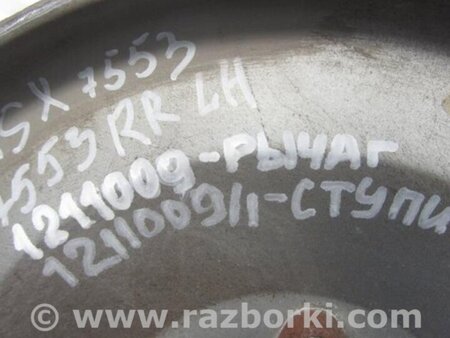 SX 7553
7553 RR LH
1211009-РЫЧАГ
1211009/1-СТУПИ
www.razborki.com